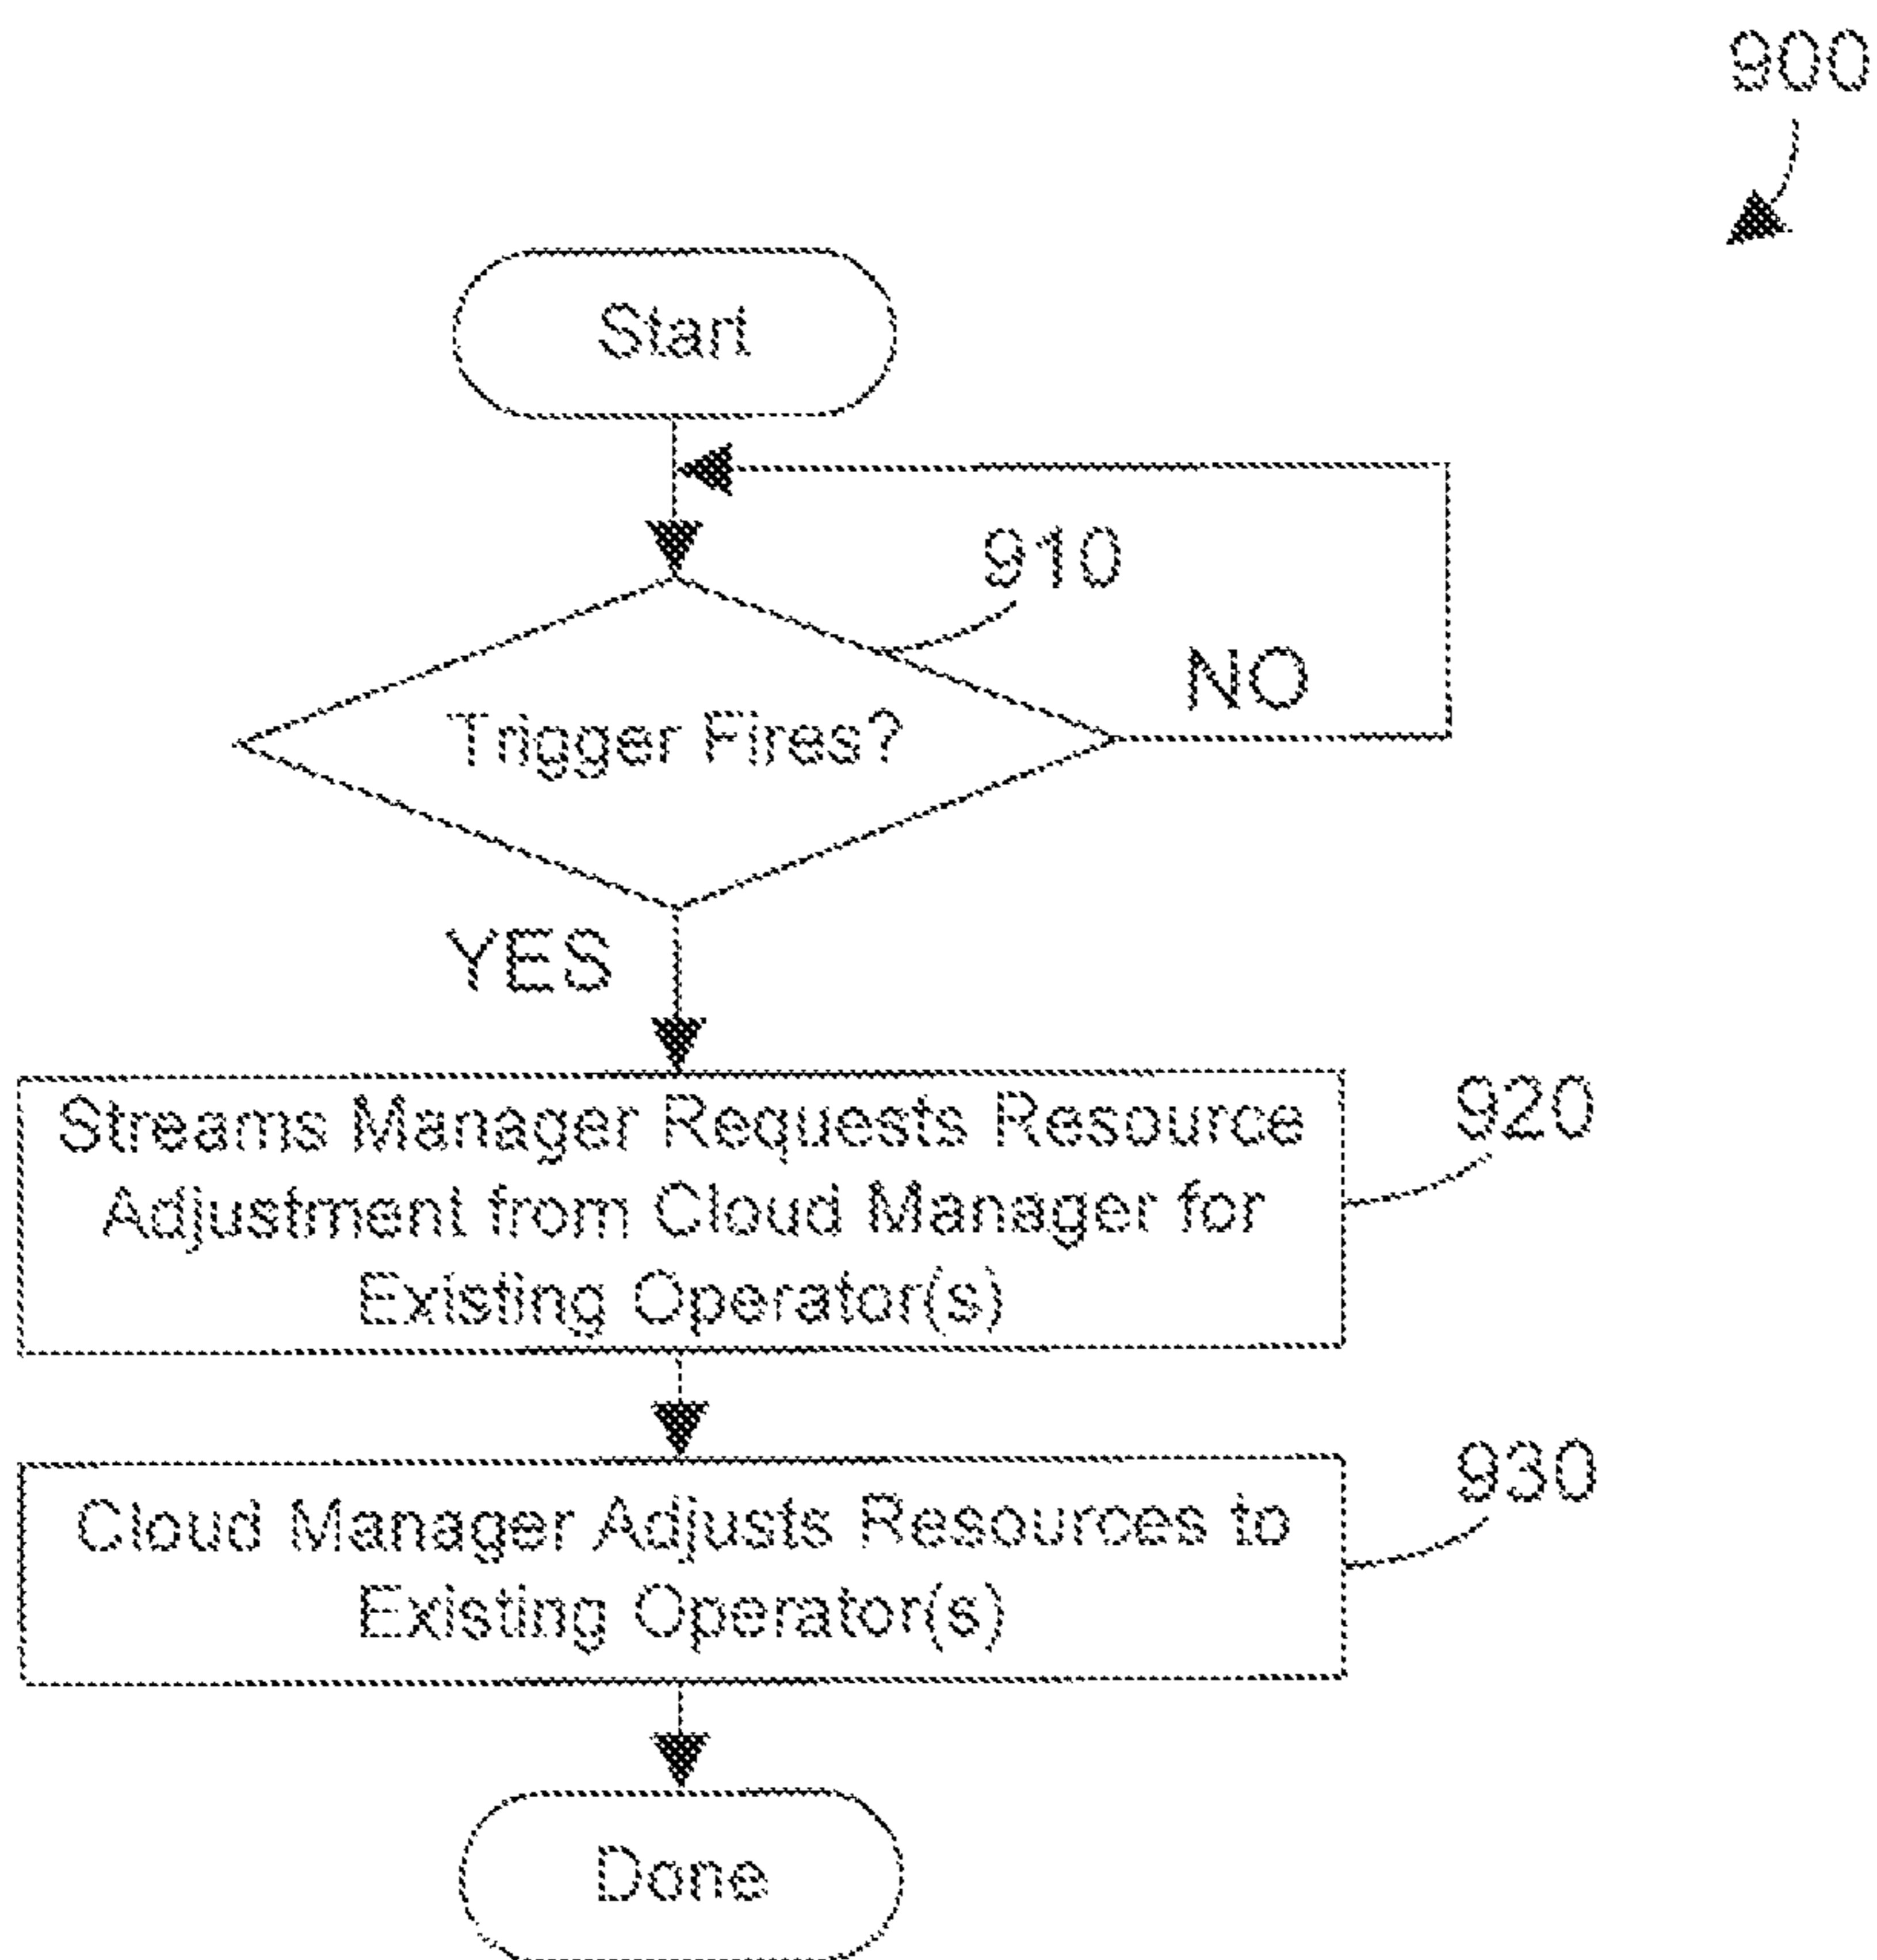 900
Start
910
NO
Trigger Fires?
YES
Streams Manager Requests Resource
Adjustment from Cloud Manager for
Existing Operator(s)
920
Cloud Manager Adjusts Resources to
Existing Operator(s)
930
Done